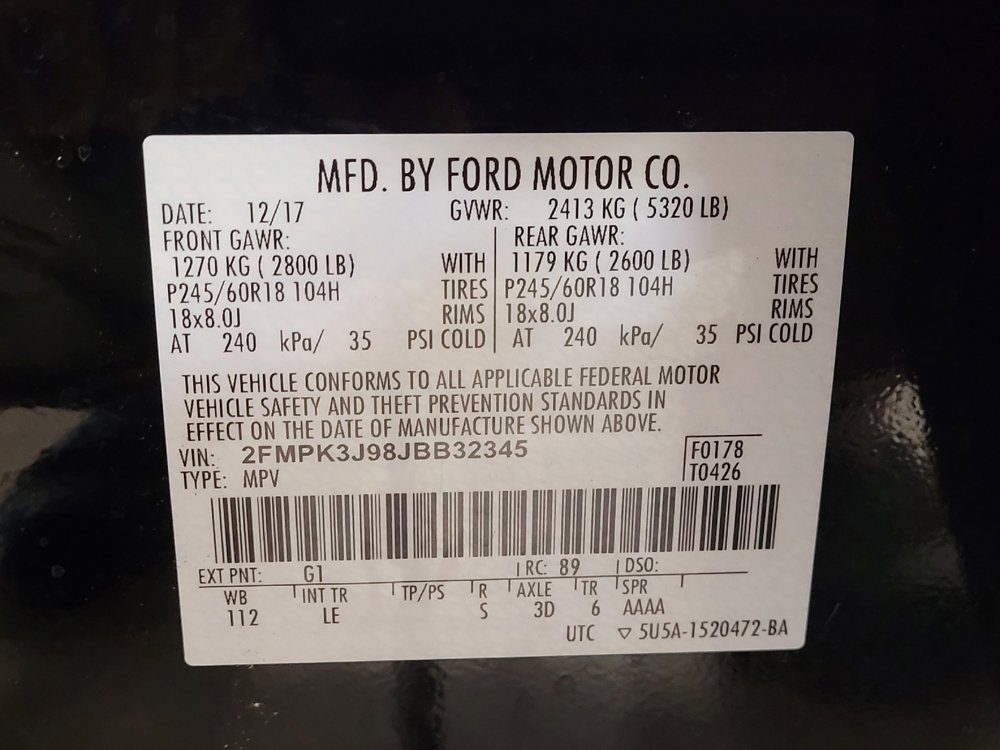 MFD. BY FORD MOTOR CO.
DATE: 12/17 GVWR: 2413 KG ( 5320 LB)
FRONT GAWR: REAR GAWR:
1270 KG ( 2800 LB) WITH 1179 KG ( 2600 LB) WITH
P245/60R18 104H TIRES P245/60R18 104H TIRES
18x8.0J RIMS 18x8.0J RIMS
AT 240 kPa/ 35 PSI COLD AT 240 kPa/ 35 PSI COLD
THIS VEHICLE CONFORMS TO ALL APPLICABLE FEDERAL MOTOR
VEHICLE SAFETY AND THEFT PREVENTION STANDARDS IN
EFFECT ON THE DATE OF MANUFACTURE SHOWN ABOVE.
VIN: 2FMPK3J98JBB32345 F0178
TYPE: MPV T0426
EXT PNT: G1 RC: 89 DSO:
WB INT TR TP/PS R AXLE TR SPR
112 LE S 3D 6 AAAA
UTC ▽ 5U5A-1520472-BA